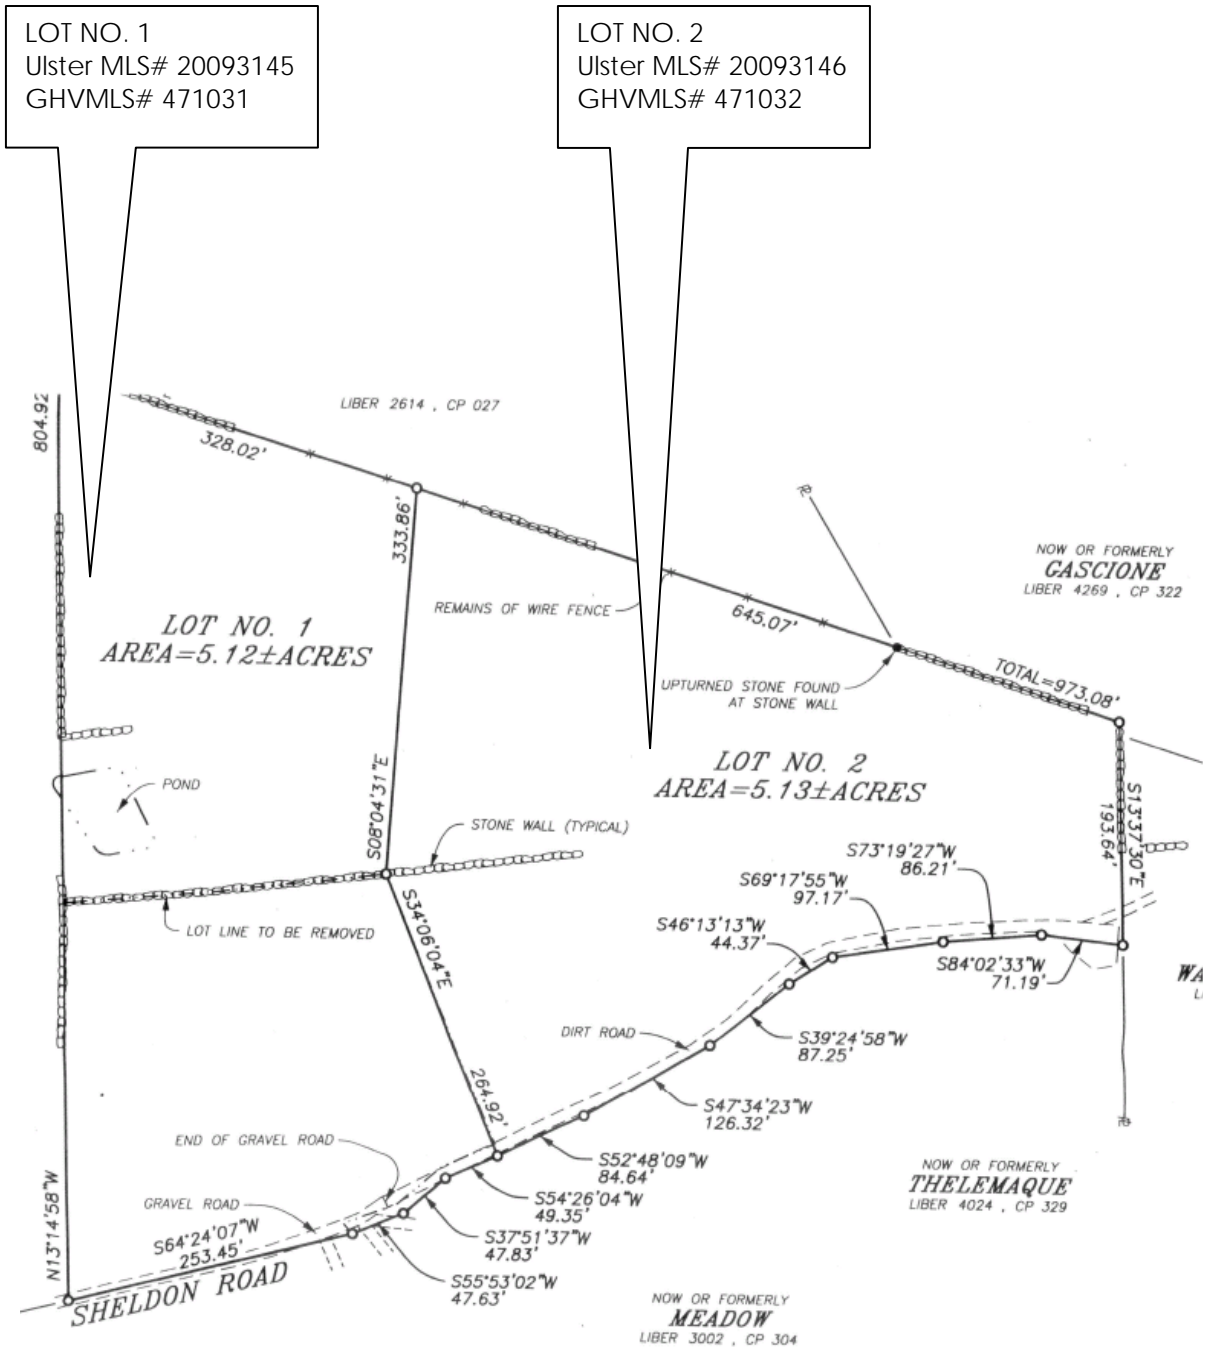 LOT NO. 1
Ulster MLS# 20093145
GHVMLS# 471031
LOT NO. 2
Ulster MLS# 20093146
GHVMLS# 471032
804.92
LIBER 2614 , CP 027
328.02'
333.86'
NOW OR FORMERLY
GASCIONE
LIBER 4269 , CP 322
REMAINS OF WIRE FENCE
645.07'
LOT NO. 1
AREA=5.12±ACRES
UPTURNED STONE FOUND
AT STONE WALL
TOTAL=973.08'
LOT NO. 2
AREA=5.13±ACRES
POND
S08°04'31"E
STONE WALL (TYPICAL)
S13°37'30"E
193.64'
S73°19'27"W
86.21'
S69°17'55"W
97.17'
S46°13'13"W
44.37'
LOT LINE TO BE REMOVED
S34°06'04"E
S84°02'33"W
71.19'
WA
L
DIRT ROAD
S39°24'58"W
87.25'
264.92'
S47°34'23"W
126.32'
END OF GRAVEL ROAD
S52°48'09"W
84.64'
NOW OR FORMERLY
THELEMAQUE
LIBER 4024 , CP 329
GRAVEL ROAD
S54°26'04"W
49.35'
N13°14'58"W
S64°24'07"W
253.45'
S37°51'37"W
47.83'
SHELDON ROAD
S55°53'02"W
47.63'
NOW OR FORMERLY
MEADOW
LIBER 3002 , CP 304